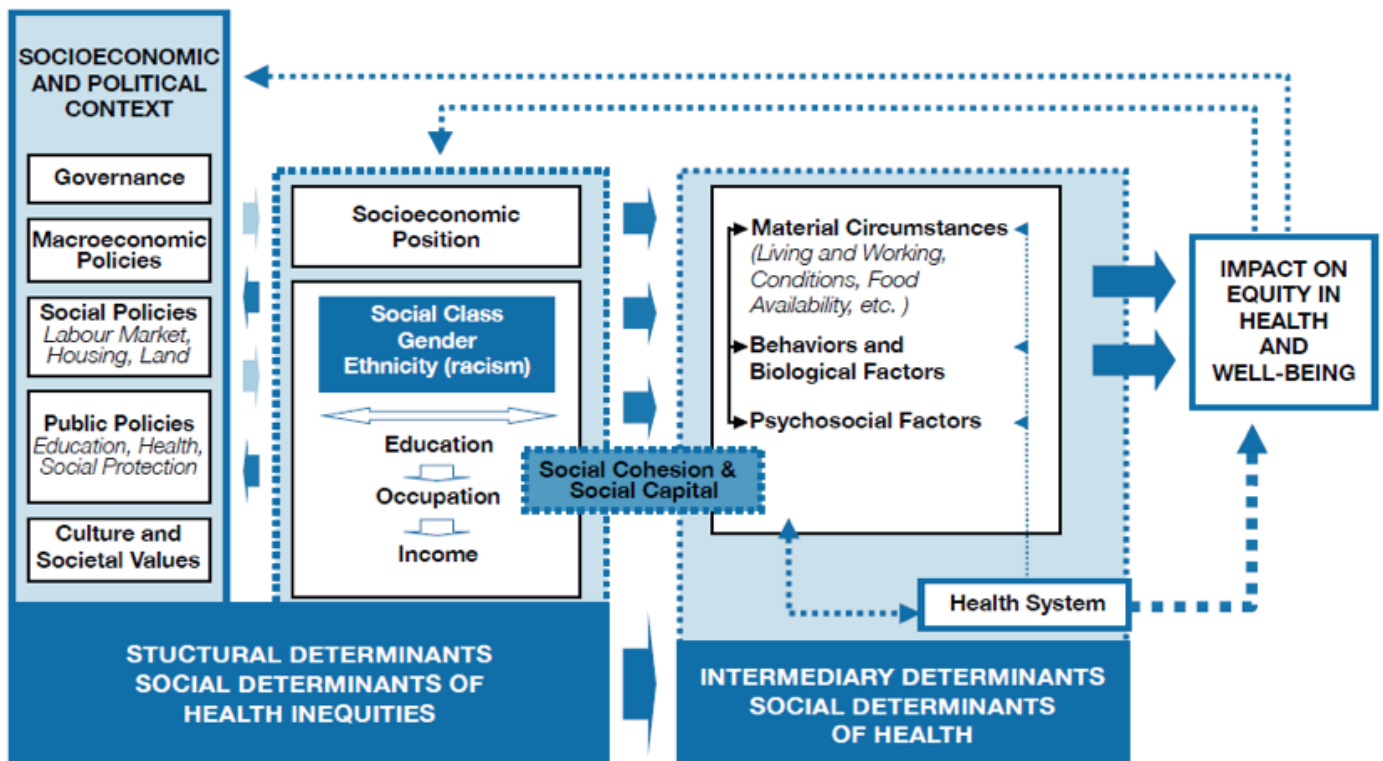 SOCIOECONOMIC
AND POLITICAL
CONTEXT
Governance
Macroeconomic
Policies
Social Policies
Labour Market,
Housing, Land
Public Policies
Education, Health,
Social Protection
Culture and
Societal Values
Socioeconomic
Position
Social Class
Gender
Ethnicity (racism)
Education
Occupation
Income
Social Cohesion &
Social Capital
Material Circumstances
(Living and Working,
Conditions, Food
Availability, etc. )
Behaviors and
Biological Factors
Psychosocial Factors
Health System
IMPACT ON
EQUITY IN
HEALTH
AND
WELL-BEING
STUCTURAL DETERMINANTS
SOCIAL DETERMINANTS OF
HEALTH INEQUITIES
INTERMEDIARY DETERMINANTS
SOCIAL DETERMINANTS
OF HEALTH